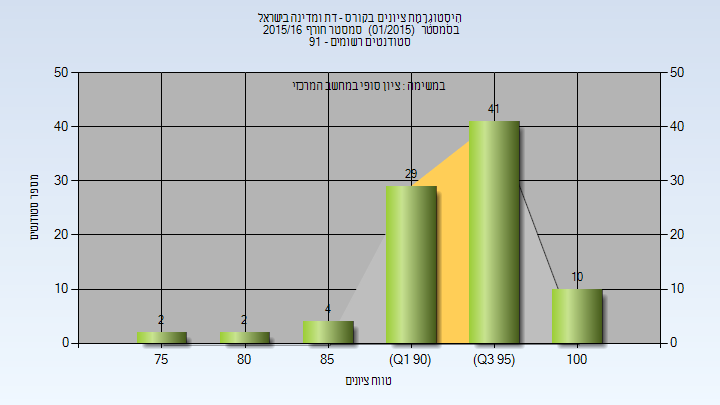 היסטוגרמת ציונים בקורס - דת ומדינה בישראל
בסמסטר (01/2015) סמסטר חורף 2015/16
סטודנטים רשומים - 91
במשימה : ציון סופי במחשב המרכזי
50 50
40 40
30 30
20 20
10 10
0 0
מספר סטודנטים
2 2 4 29 41 10
75 80 85 (Q1 90) (Q3 95) 100
טווח ציונים